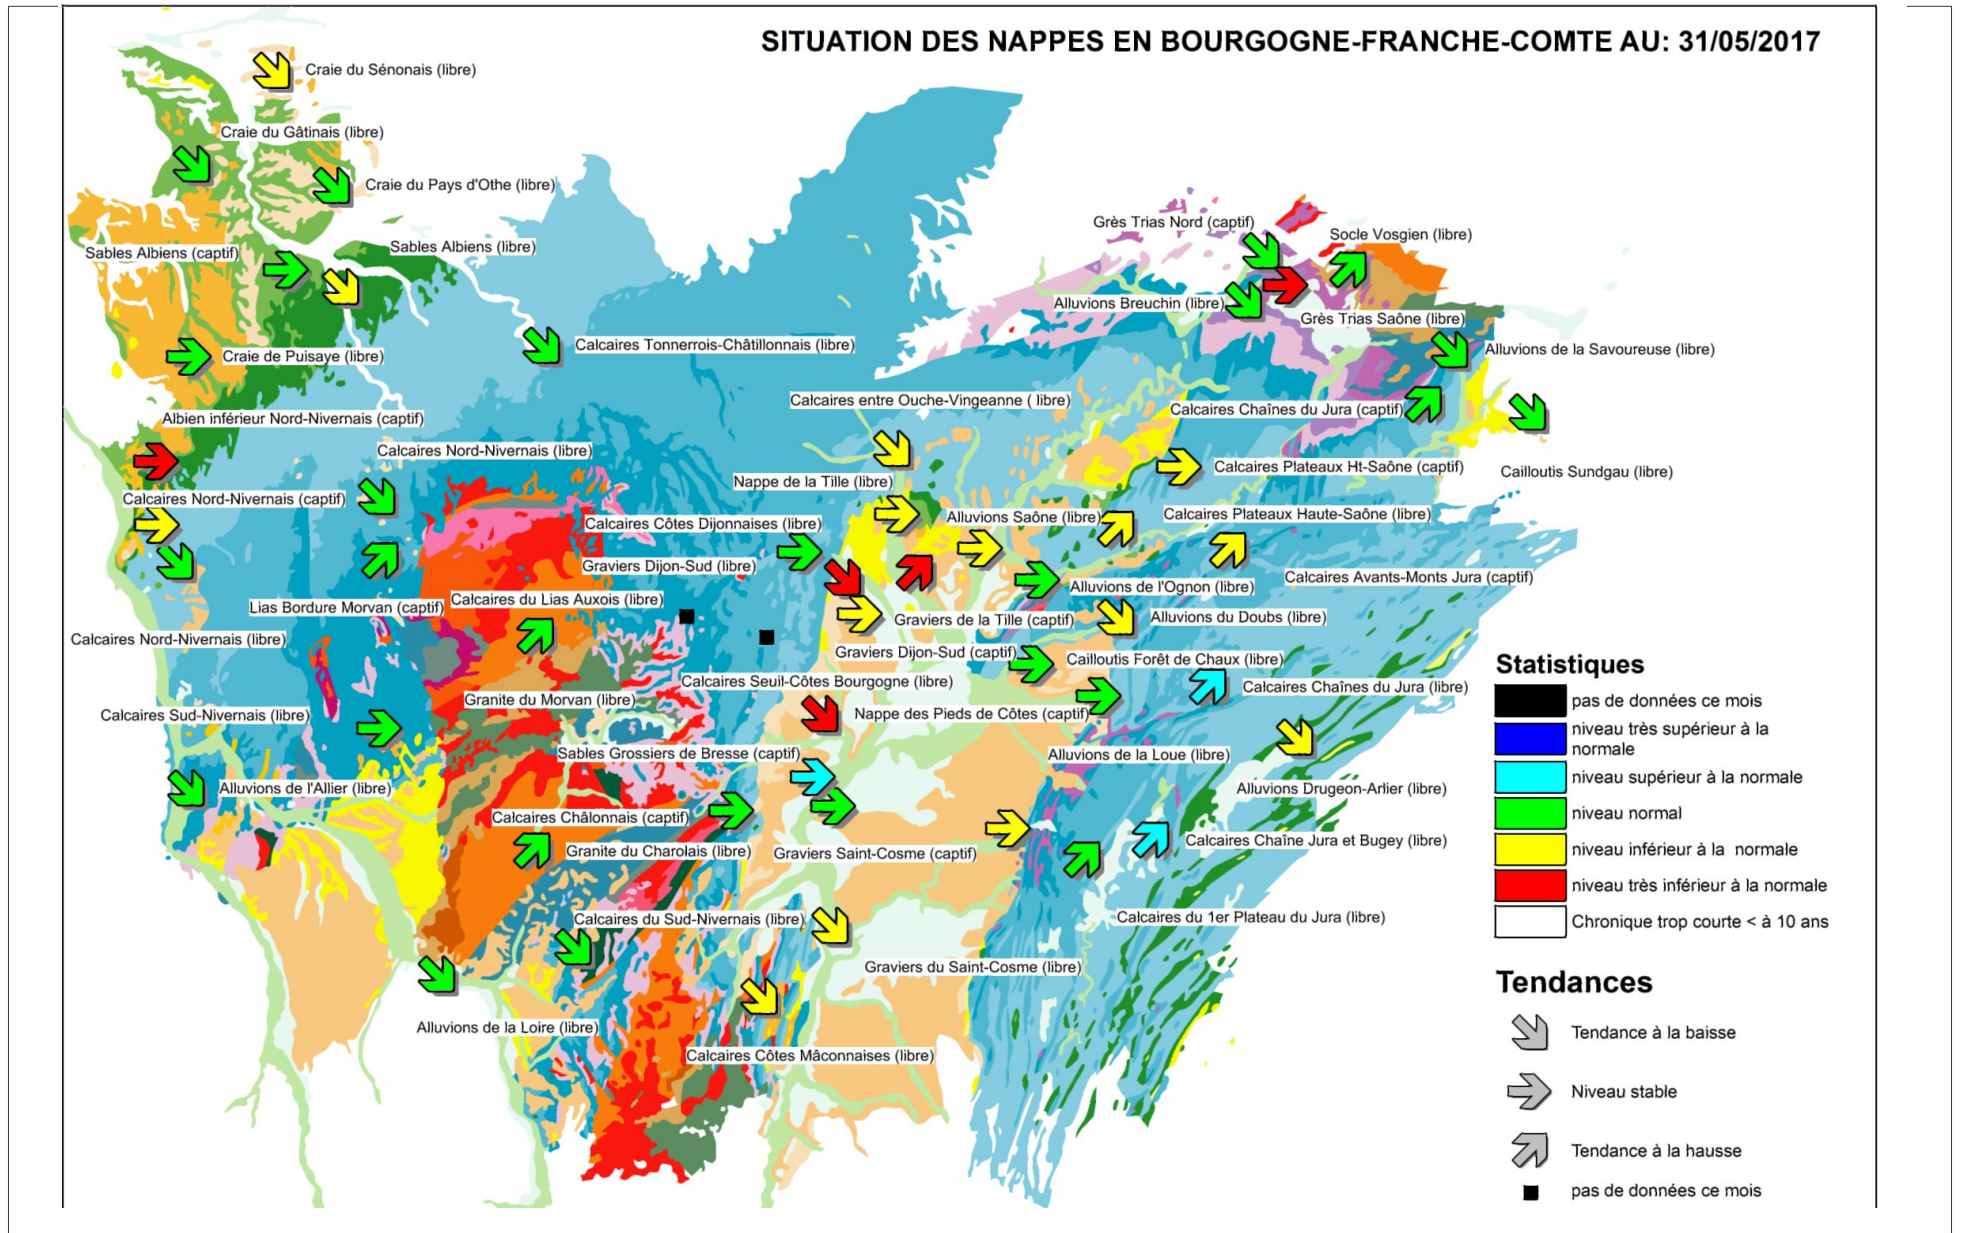 SITUATION DES NAPPES EN BOURGOGNE-FRANCHE-COMTE AU: 31/05/2017
Craie du Sénonais (libre)
Craie du Gâtinais (libre)
Craie du Pays d'Othe (libre)
Sables Albiens (captif)
Sables Albiens (libre)
Grès Trias Nord (captif)
Socle Vosgien (libre)
Alluvions Breuchin (libre)
Grès Trias Saône (libre)
Craie de Puisaye (libre)
Calcaires Tonnerrois-Châtillonnais (libre)
Alluvions de la Savoureuse (libre)
Calcaires entre Ouche-Vingeanne ( libre)
Calcaires Chaînes du Jura (captif)
Albien inférieur Nord-Nivernais (captif)
Calcaires Nord-Nivernais (libre)
Calcaires Plateaux Ht-Saône (captif)
Cailloutis Sundgau (libre)
Nappe de la Tille (libre)
Calcaires Nord-Nivernais (captif)
Calcaires Côtes Dijonnaises (libre)
Alluvions Saône (libre)
Calcaires Plateaux Haute-Saône (libre)
Graviers Dijon-Sud (libre)
Calcaires Avants-Monts Jura (captif)
Alluvions de l'Ognon (libre)
Lias Bordure Morvan (captif)
Calcaires du Lias Auxois (libre)
Graviers de la Tille (captif)
Alluvions du Doubs (libre)
Calcaires Nord-Nivernais (libre)
Graviers Dijon-Sud (captif)
Cailloutis Forêt de Chaux (libre)
Calcaires Seuil-Côtes Bourgogne (libre)
Calcaires Chaînes du Jura (libre)
Granite du Morvan (libre)
Calcaires Sud-Nivernais (libre)
Nappe des Pieds de Côtes (captif)
Sables Grossiers de Bresse (captif)
Alluvions de la Loue (libre)
Alluvions de l'Allier (libre)
Alluvions Drugeon-Arlier (libre)
Calcaires Châlonnais (captif)
Granite du Charolais (libre)
Graviers Saint-Cosme (captif)
Calcaires Chaîne Jura et Bugey (libre)
Calcaires du Sud-Nivernais (libre)
Calcaires du 1er Plateau du Jura (libre)
Graviers du Saint-Cosme (libre)
Alluvions de la Loire (libre)
Calcaires Côtes Mâconnaises (libre)
Statistiques
pas de données ce mois
niveau très supérieur à la
normale
niveau supérieur à la normale
niveau normal
niveau inférieur à la normale
niveau très inférieur à la normale
Chronique trop courte < à 10 ans
Tendances
Tendance à la baisse
Niveau stable
Tendance à la hausse
pas de données ce mois